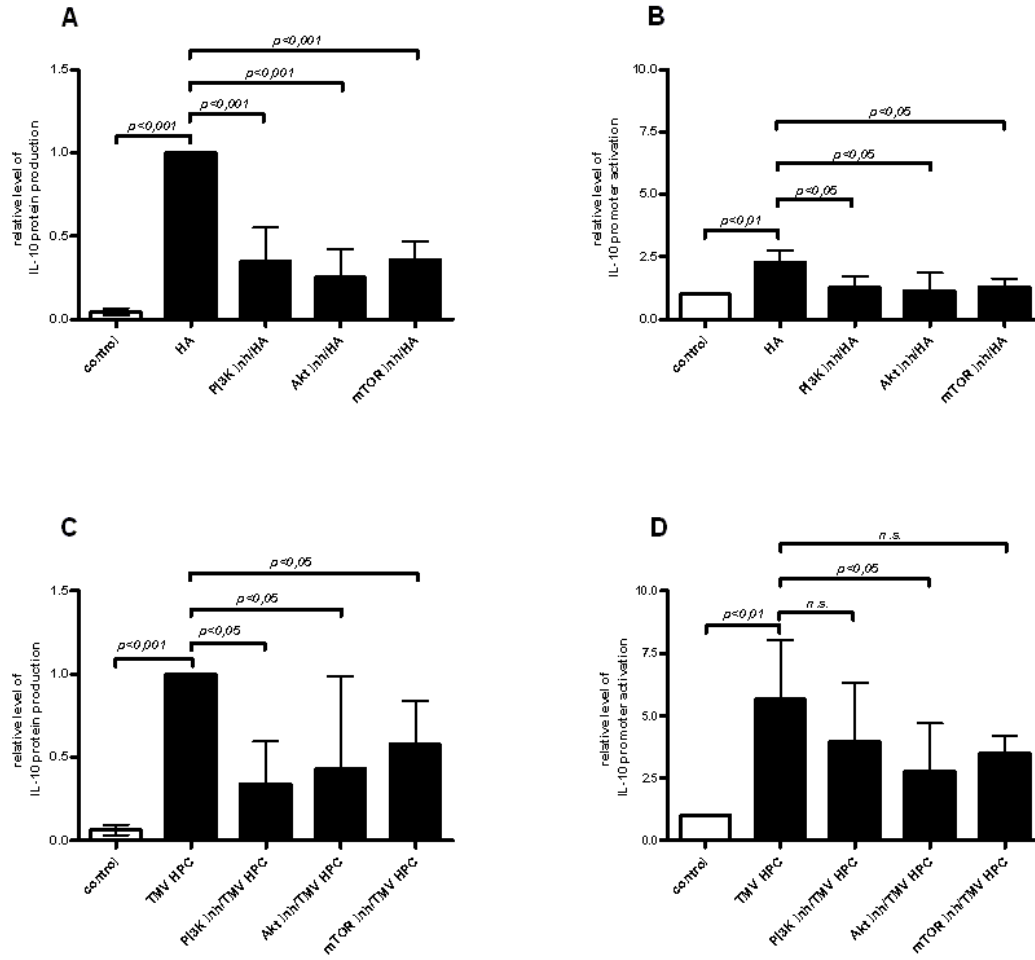 A
p<0,001
p<0,001
p<0,001
p<0,001
relative level of
IL-10 protein production
1.5
1.0
0.5
0.0
control
HA
PI3K Inh/HA
Akt Inh/HA
mTOR Inh/HA
B
p<0,05
p<0,05
p<0,05
p<0,01
relative level of
IL-10 promoter activation
10.0
7.5
5.0
2.5
0.0
control
HA
PI3K Inh/HA
Akt Inh/HA
mTOR Inh/HA
C
p<0,05
p<0,05
p<0,05
p<0,001
relative level of
IL-10 protein production
1.5
1.0
0.5
0.0
control
TMV HPC
PI3K Inh/TMV HPC
Akt Inh/TMV HPC
mTOR Inh/TMV HPC
D
n.s.
p<0,05
n.s.
p<0,01
relative level of
IL-10 promoter activation
10.0
7.5
5.0
2.5
0.0
control
TMV HPC
PI3K Inh/TMV HPC
Akt Inh/TMV HPC
mTOR Inh/TMV HPC